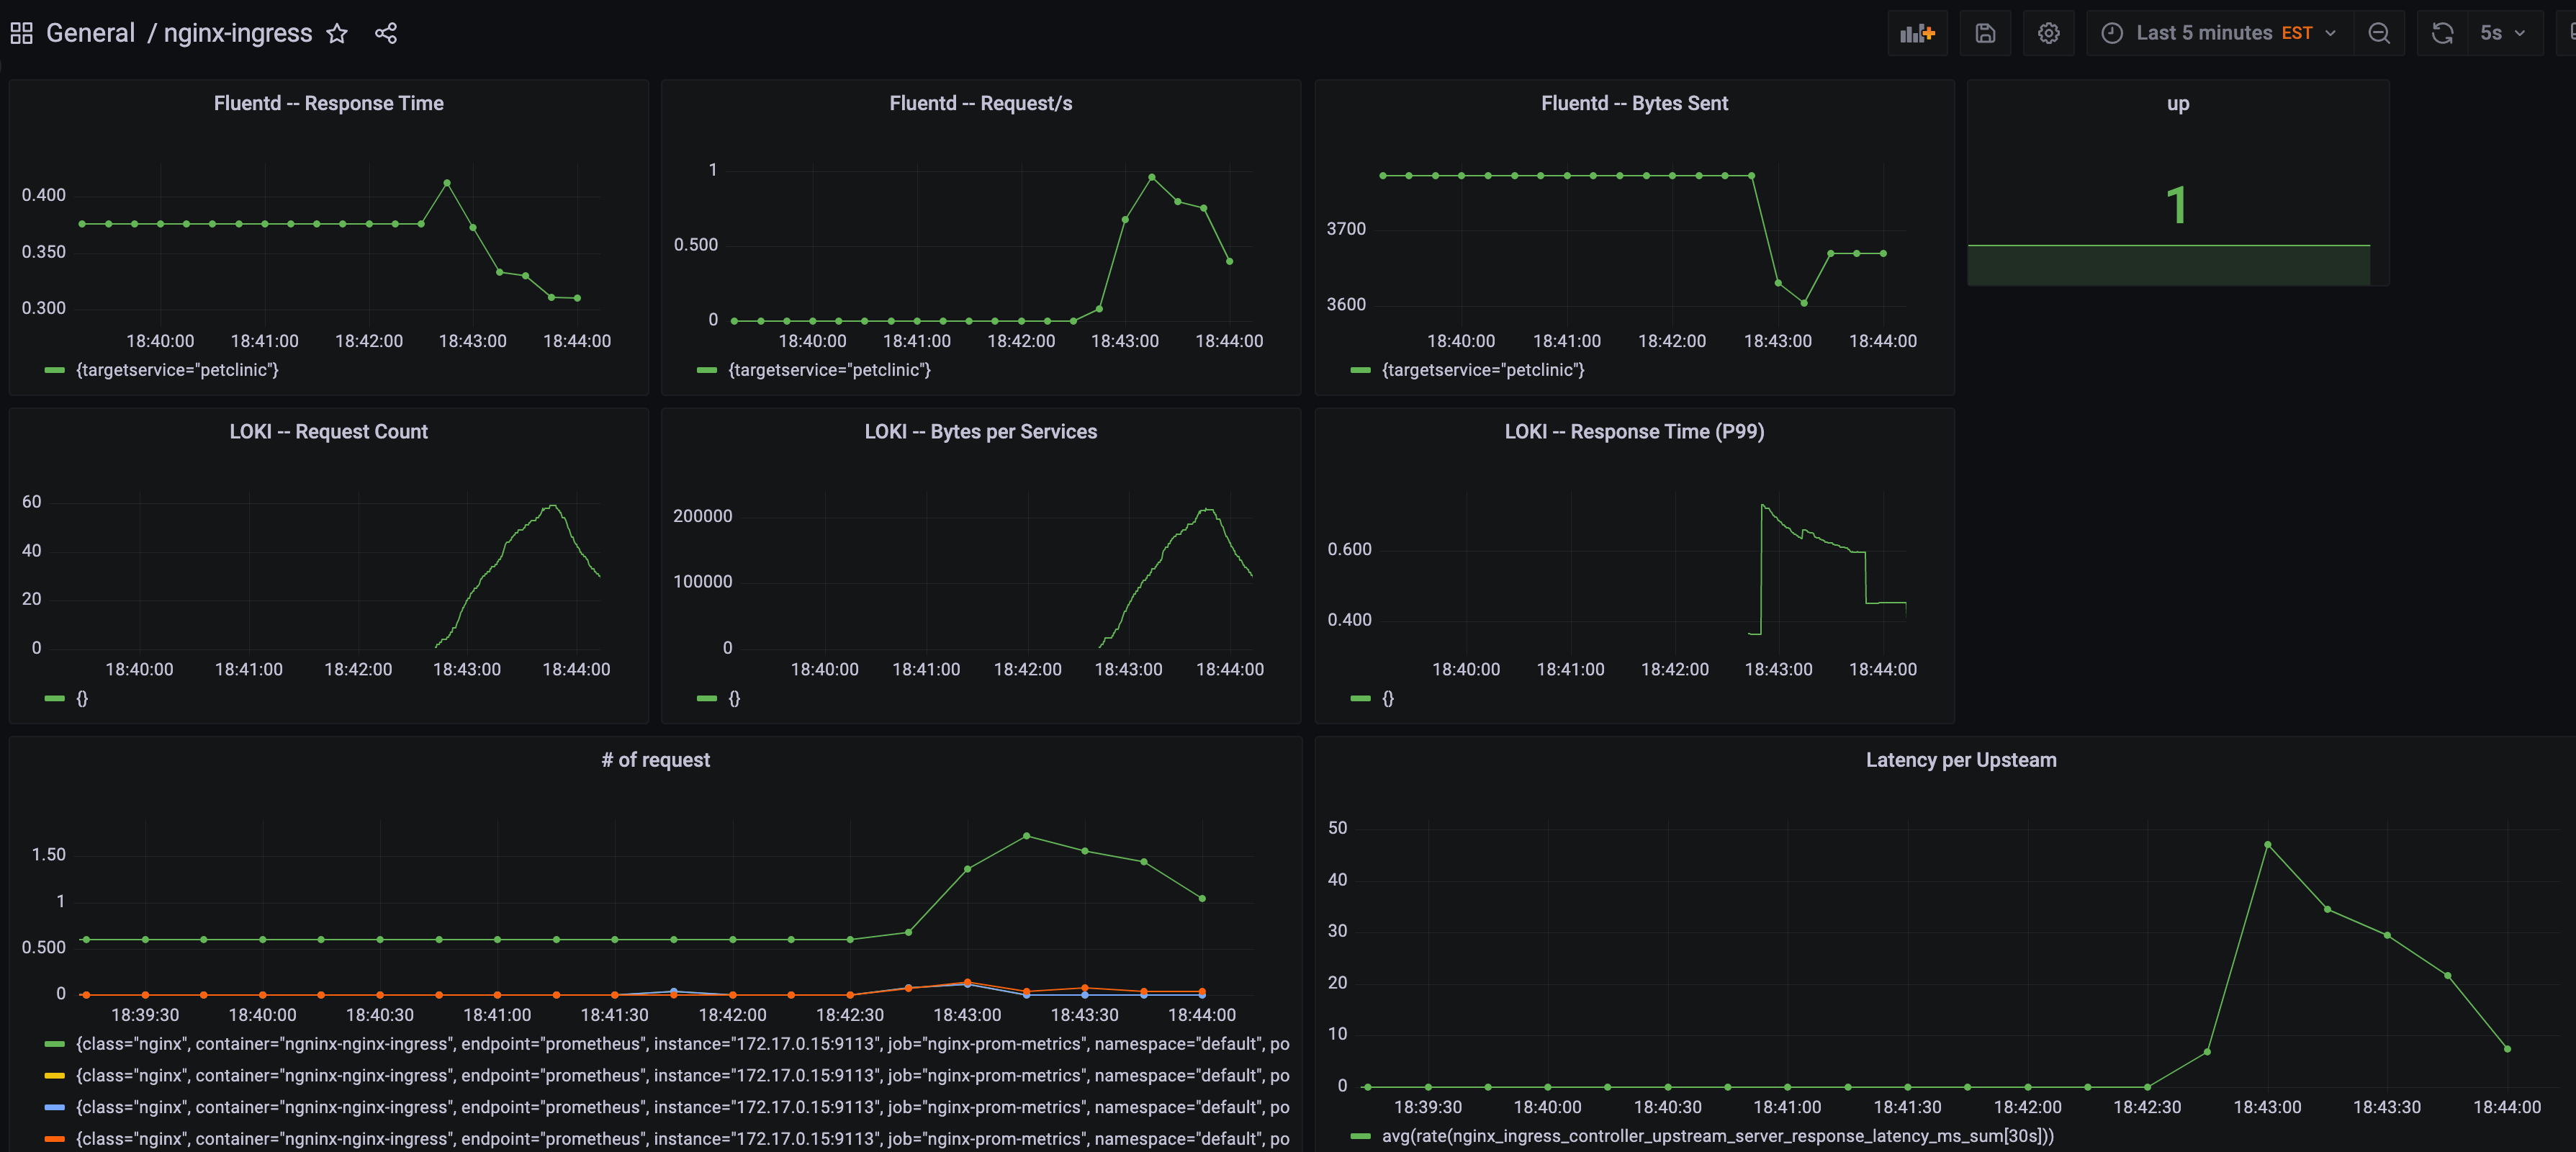 General / nginx-ingress
Last 5 minutes EST
5s
Fluentd -- Response Time
0.400
0.350
0.300
18:40:00 18:41:00 18:42:00 18:43:00 18:44:00
{targetservice="petclinic"}
Fluentd -- Request/s
1
0.500
0
18:40:00 18:41:00 18:42:00 18:43:00 18:44:00
{targetservice="petclinic"}
Fluentd -- Bytes Sent
3700
3600
18:40:00 18:41:00 18:42:00 18:43:00 18:44:00
{targetservice="petclinic"}
up
1
LOKI -- Request Count
60
40
20
0
18:40:00 18:41:00 18:42:00 18:43:00 18:44:00
{}
LOKI -- Bytes per Services
200000
100000
0
18:40:00 18:41:00 18:42:00 18:43:00 18:44:00
{}
LOKI -- Response Time (P99)
0.600
0.400
18:40:00 18:41:00 18:42:00 18:43:00 18:44:00
{}
# of request
1.50
1
0.500
0
18:39:30 18:40:00 18:40:30 18:41:00 18:41:30 18:42:00 18:42:30 18:43:00 18:43:30 18:44:00
{class="nginx", container="ngninx-nginx-ingress", endpoint="prometheus", instance="172.17.0.15:9113", job="nginx-prom-metrics", namespace="default", po
{class="nginx", container="ngninx-nginx-ingress", endpoint="prometheus", instance="172.17.0.15:9113", job="nginx-prom-metrics", namespace="default", po
{class="nginx", container="ngninx-nginx-ingress", endpoint="prometheus", instance="172.17.0.15:9113", job="nginx-prom-metrics", namespace="default", po
{class="nginx", container="ngninx-nginx-ingress", endpoint="prometheus", instance="172.17.0.15:9113", job="nginx-prom-metrics", namespace="default", po
Latency per Upsteam
50
40
30
20
10
0
18:39:30 18:40:00 18:40:30 18:41:00 18:41:30 18:42:00 18:42:30 18:43:00 18:43:30 18:44:00
avg(rate(nginx_ingress_controller_upstream_server_response_latency_ms_sum[30s]))